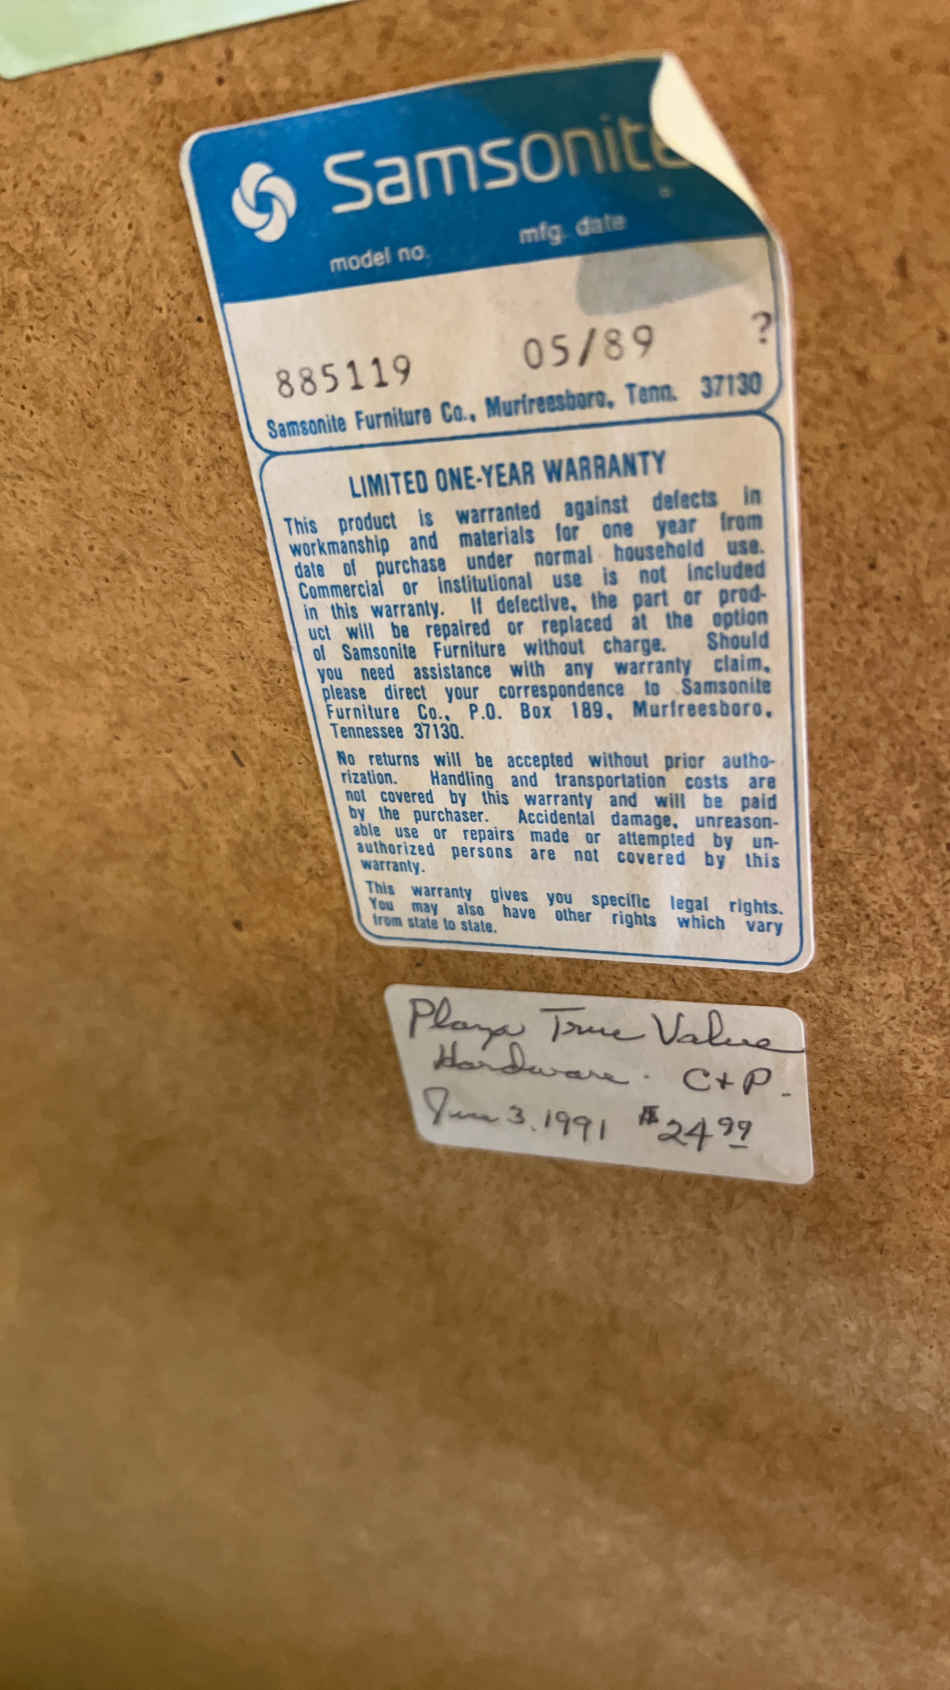 Samsonite
model no. mfg. date
885119 05/89 ?
Samsonite Furniture Co., Murfreesboro, Tenn. 37130
LIMITED ONE-YEAR WARRANTY
This product is warranted against defects in
workmanship and materials for one year from
date of purchase under normal household use.
Commercial or institutional use is not included
in this warranty. If defective, the part or prod-
uct will be repaired or replaced at the option
of Samsonite Furniture without charge. Should
you need assistance with any warranty claim,
please direct your correspondence to Samsonite
Furniture Co., P.O. Box 189, Murfreesboro,
Tennessee 37130.
No returns will be accepted without prior autho-
rization. Handling and transportation costs are
not covered by this warranty and will be paid
by the purchaser. Accidental damage, unreason-
able use or repairs made or attempted by un-
authorized persons are not covered by this
warranty.
This warranty gives you specific legal rights.
You may also have other rights which vary
from state to state.
Plaza True Value
Hardware. C+P.
Jun 3. 1991 $24.99